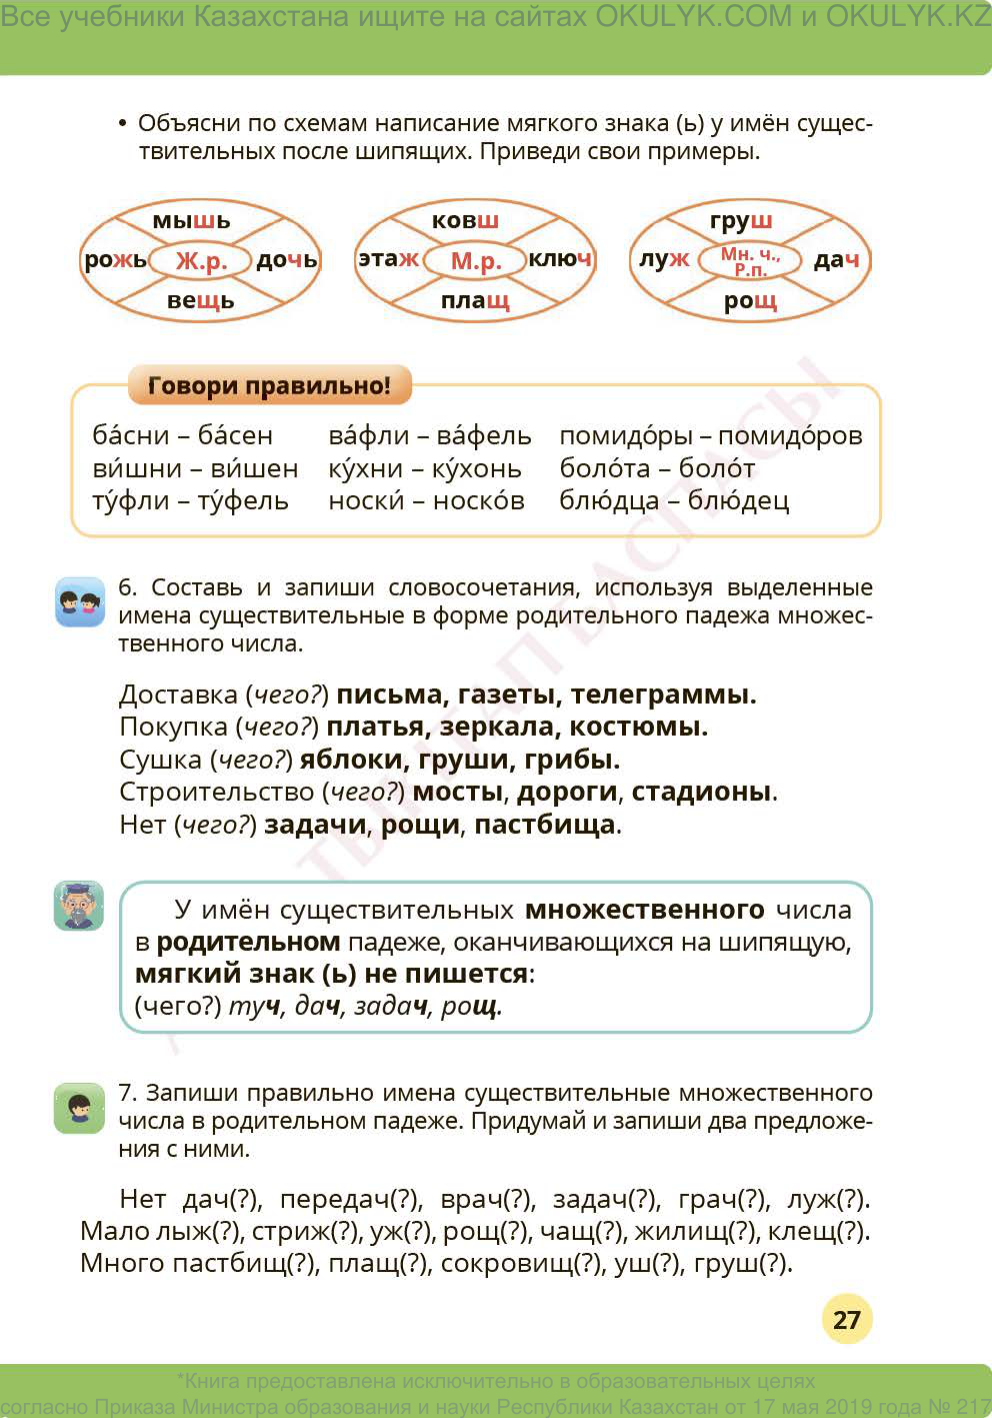 Все учебники Казахстана ищите на сайтах OKULYK.COM и OKULYK.KZ
• Объясни по схемам написание мягкого знака (ь) у имён сущес-
твительных после шипящих. Приведи свои примеры.
мышь
рожь Ж.р. дочь
вещь
ковш
этаж М.р. ключ
плащ
груш
луж Мн. ч., Р.п. дач
рощ
Говори правильно!
ба́сни – ба́сен ва́фли – ва́фель помидо́ры – помидо́ров
ви́шни – ви́шен ку́хни – ку́хонь боло́та – боло́т
ту́фли – ту́фель носки́ – носко́в блю́дца – блю́дец
6. Составь и запиши словосочетания, используя выделенные
имена существительные в форме родительного падежа множес-
твенного числа.
Доставка (чего?) письма, газеты, телеграммы.
Покупка (чего?) платья, зеркала, костюмы.
Сушка (чего?) яблоки, груши, грибы.
Строительство (чего?) мосты, дороги, стадионы.
Нет (чего?) задачи, рощи, пастбища.
У имён существительных множественного числа
в родительном падеже, оканчивающихся на шипящую,
мягкий знак (ь) не пишется:
(чего?) туч, дач, задач, рощ.
7. Запиши правильно имена существительные множественного
числа в родительном падеже. Придумай и запиши два предложе-
ния с ними.
Нет дач(?), передач(?), врач(?), задач(?), грач(?), луж(?).
Мало лыж(?), стриж(?), уж(?), рощ(?), чащ(?), жилищ(?), клещ(?).
Много пастбищ(?), плащ(?), сокровищ(?), уш(?), груш(?).
27
*Книга предоставлена исключительно в образовательных целях
согласно Приказа Министра образования и науки Республики Казахстан от 17 мая 2019 года № 217